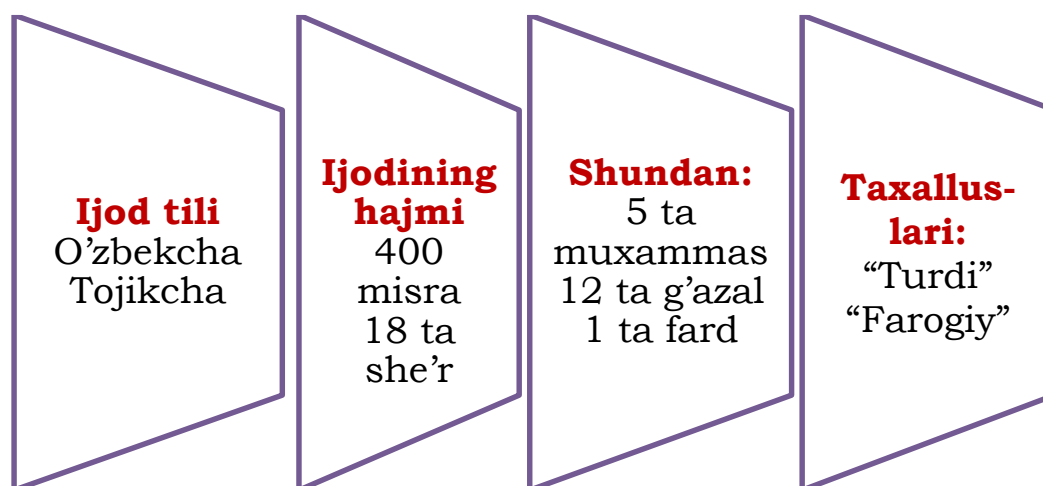 Ijod tili
O’zbekcha
Tojikcha
Ijodining
hajmi
400
misra
18 ta
she’r
Shundan:
5 ta
muxammas
12 ta g’azal
1 ta fard
Taxallus-
lari:
“Turdi”
“Farogiy”